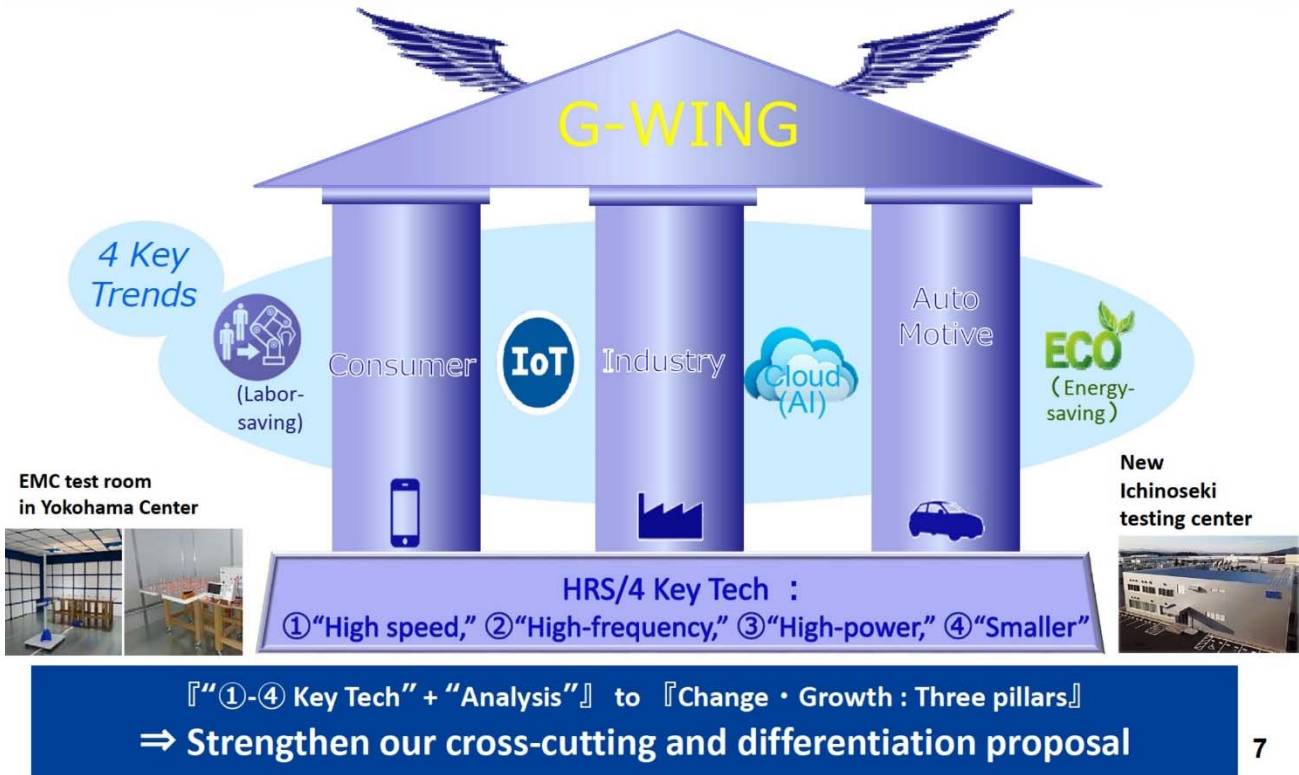 G-WING
4 Key
Trends
(Labor-
saving)
Consumer
IoT
Industry
Cloud
(AI)
Auto
Motive
ECO
（Energy-
saving）
EMC test room
in Yokohama Center
New
Ichinoseki
testing center
HRS/4 Key Tech ：
①“High speed,” ②“High-frequency,” ③“High-power,” ④“Smaller”
『“①-④ Key Tech” + “Analysis”』 to 『Change・Growth : Three pillars』
⇒ Strengthen our cross-cutting and differentiation proposal
7